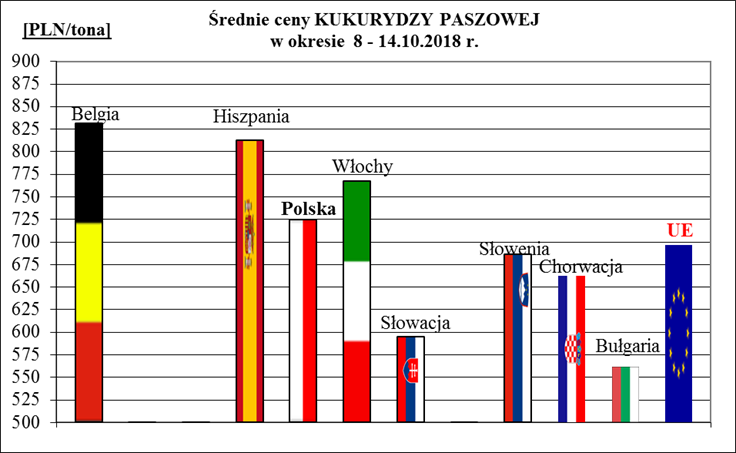 Średnie ceny KUKURYDZY PASZOWEJ
w okresie 8 - 14.10.2018 r.
[PLN/tona]
900
875
850
825
800
775
750
725
700
675
650
625
600
575
550
525
500
Belgia
Hiszpania
Polska
Włochy
Słowacja
Słowenia
Chorwacja
Bułgaria
UE